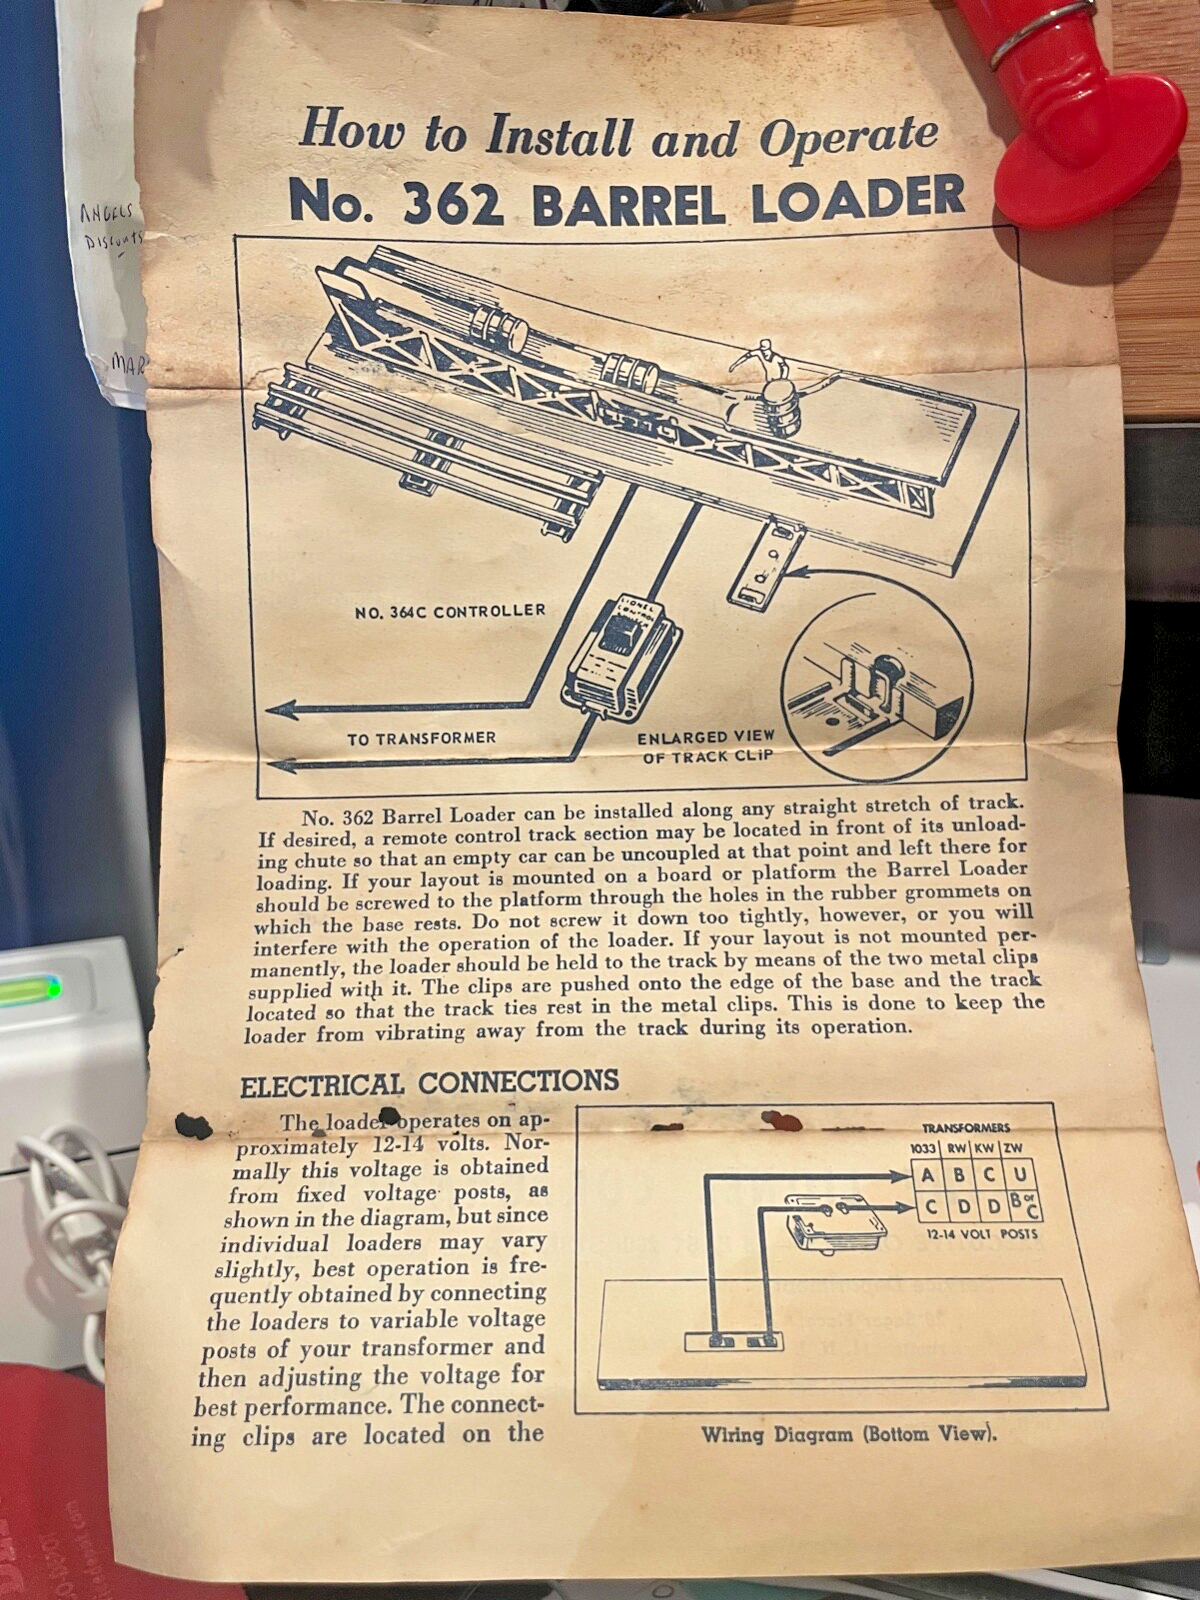 How to Install and Operate
No. 362 BARREL LOADER
LIONEL
CONTROL
NO. 364C CONTROLLER
TO TRANSFORMER
ENLARGED VIEW
OF TRACK CLIP
No. 362 Barrel Loader can be installed along any straight stretch of track.
If desired, a remote control track section may be located in front of its unload-
ing chute so that an empty car can be uncoupled at that point and left there for
loading. If your layout is mounted on a board or platform the Barrel Loader
should be screwed to the platform through the holes in the rubber grommets on
which the base rests. Do not screw it down too tightly, however, or you will
interfere with the operation of the loader. If your layout is not mounted per-
manently, the loader should be held to the track by means of the two metal clips
supplied with it. The clips are pushed onto the edge of the base and the track
located so that the track ties rest in the metal clips. This is done to keep the
loader from vibrating away from the track during its operation.
ELECTRICAL CONNECTIONS
The loader operates on ap-
proximately 12-14 volts. Nor-
mally this voltage is obtained
from fixed voltage posts, as
shown in the diagram, but since
individual loaders may vary
slightly, best operation is fre-
quently obtained by connecting
the loaders to variable voltage
posts of your transformer and
then adjusting the voltage for
best performance. The connect-
ing clips are located on the
TRANSFORMERS
1033 RW KW ZW
A B C U
C D D B or C
12-14 VOLT POSTS
Wiring Diagram (Bottom View).
ANGELS
Discounts
MAR